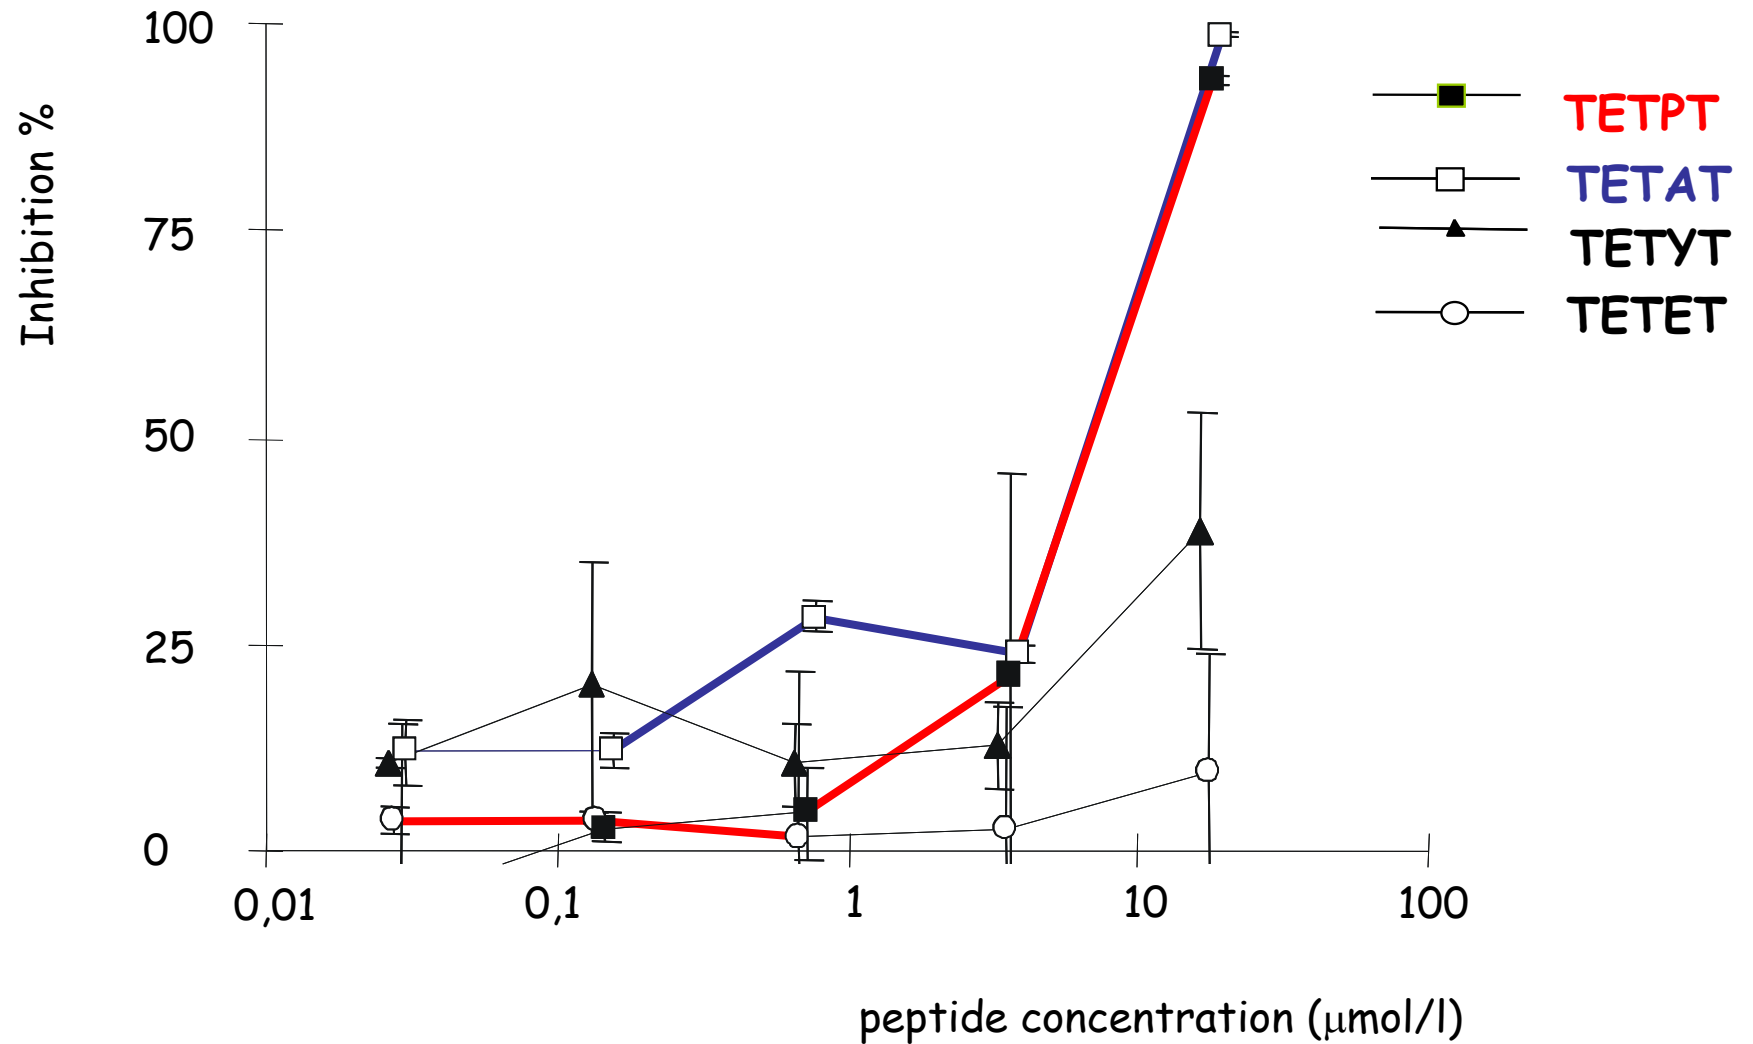 Inhibition %
100
75
50
25
0
0,01
0,1
1
10
100
peptide concentration (μmol/l)
TETPT
TETAT
TETYT
TETET